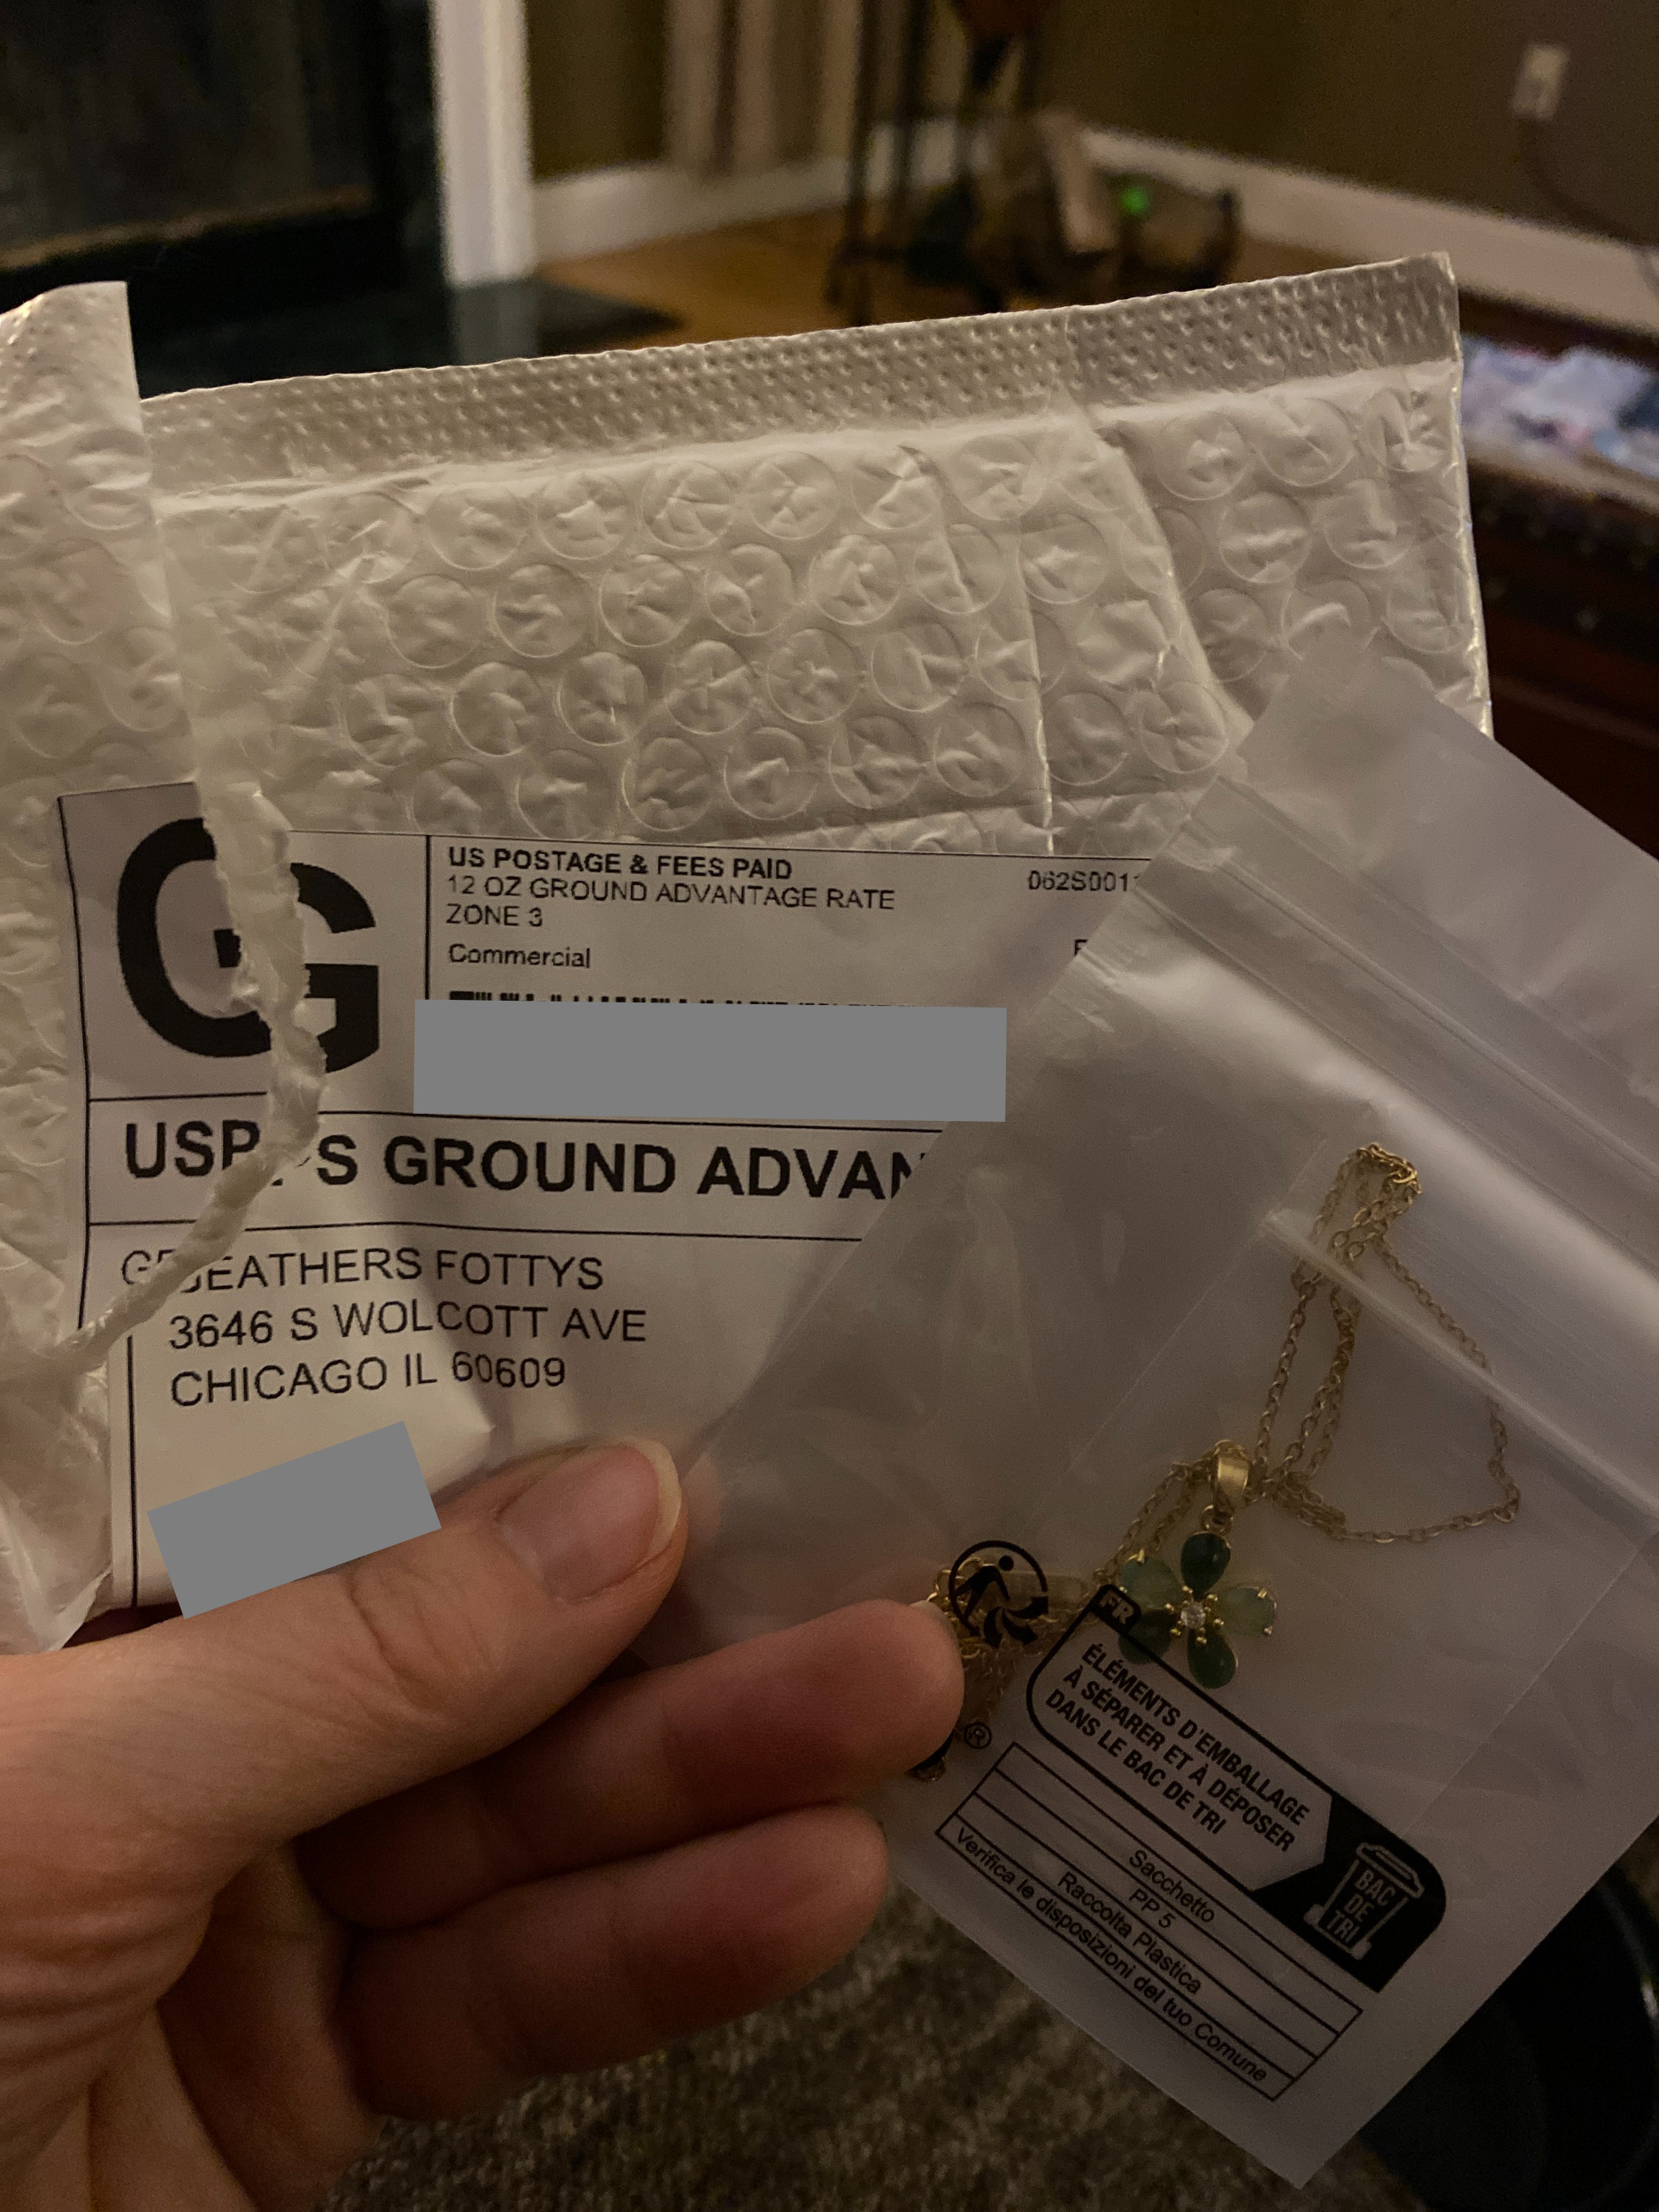 G
US POSTAGE & FEES PAID
12 OZ GROUND ADVANTAGE RATE
ZONE 3
Commercial
062S001
USPS GROUND ADVAN
FOTTYS
3646 S WOLCOTT AVE
CHICAGO IL 60609
FR
ÉLÉMENTS D'EMBALLAGE
À SÉPARER ET À DÉPOSER
DANS LE BAC DE TRI
BAC
DE
TRI
®
Sacchetto
PP 5
Raccolta Plastica
Verifica le disposizioni del tuo Comune